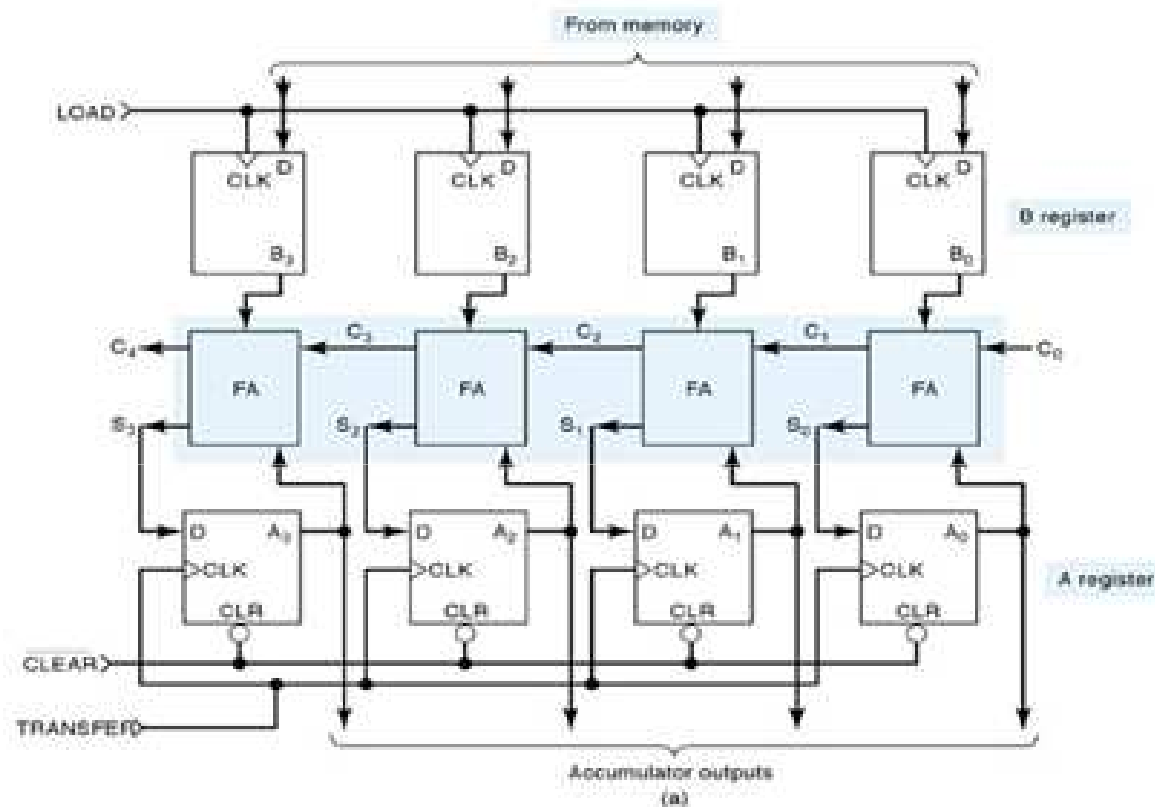 From memory
LOAD
D D D D
CLK CLK CLK CLK
B register
B₃ B₂ B₁ B₀
C₄ C₃ C₂ C₁ C₀
FA FA FA FA
S₃ S₂ S₁ S₀
D A₃ D A₂ D A₁ D A₀
CLK CLK CLK CLK
A register
CLR CLR CLR CLR
CLEAR
TRANSFER
Accumulator outputs
(a)